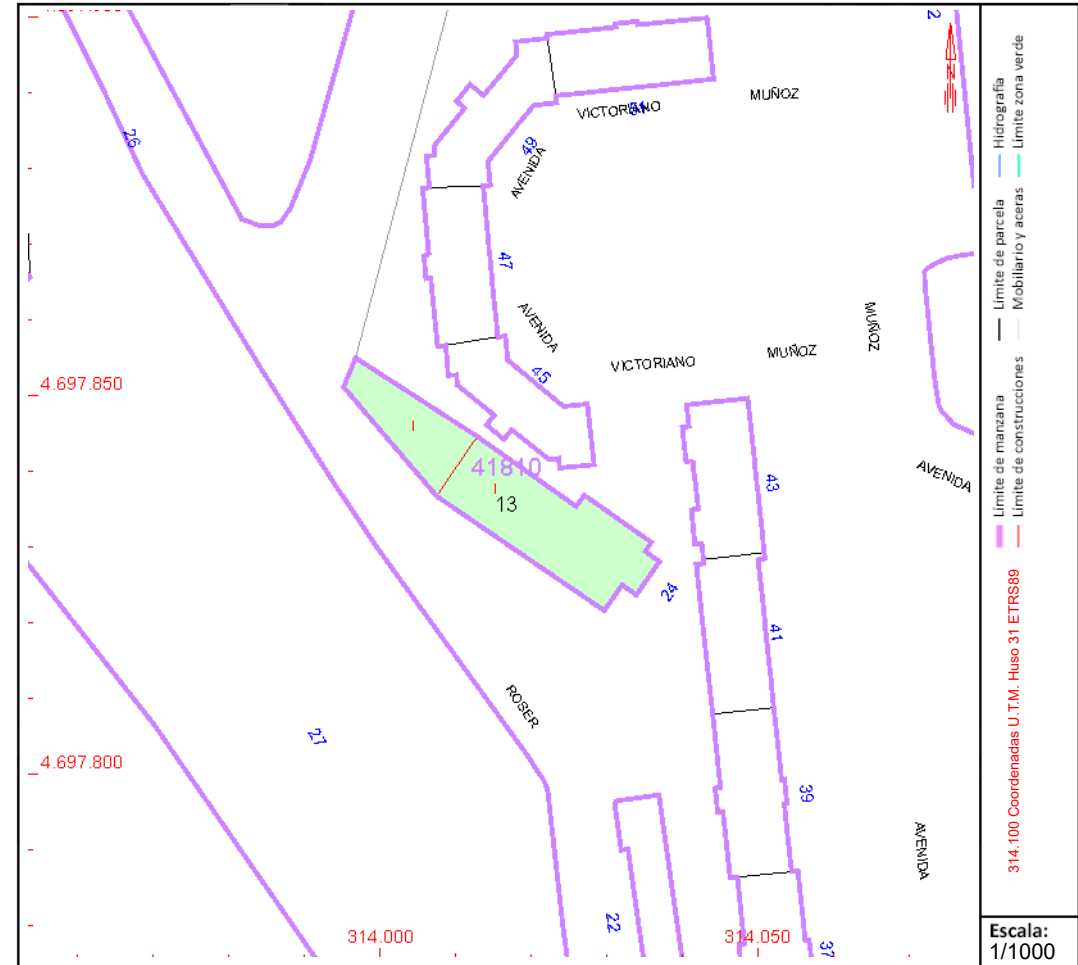 2
26
VICTORIANO
51
MUÑOZ
49
AVENIDA
47
AVENIDA
MUÑOZ
VICTORIANO
MUÑOZ
45
4.697.850
41810
13
43
AVENIDA
24
41
ROSER
27
4.697.800
39
AVENIDA
22
314.000
314.050
37
Hidrografía
Límite zona verde
Límite de parcela
Mobiliario y aceras
Límite de manzana
Límite de construcciones
314.100 Coordenadas U.T.M. Huso 31 ETRS89
Escala:
1/1000